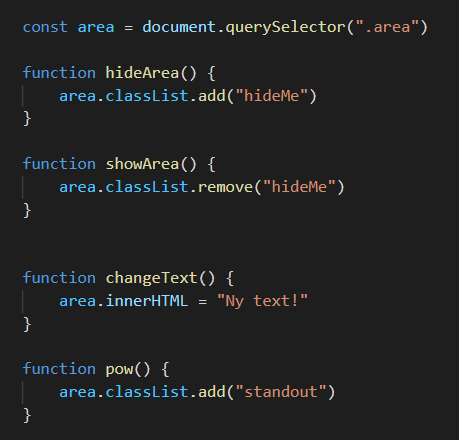 const area = document.querySelector(".area")
function hideArea() {
area.classList.add("hideMe")
}
function showArea() {
area.classList.remove("hideMe")
}
function changeText() {
area.innerHTML = "Ny text!"
}
function pow() {
area.classList.add("standout")
}